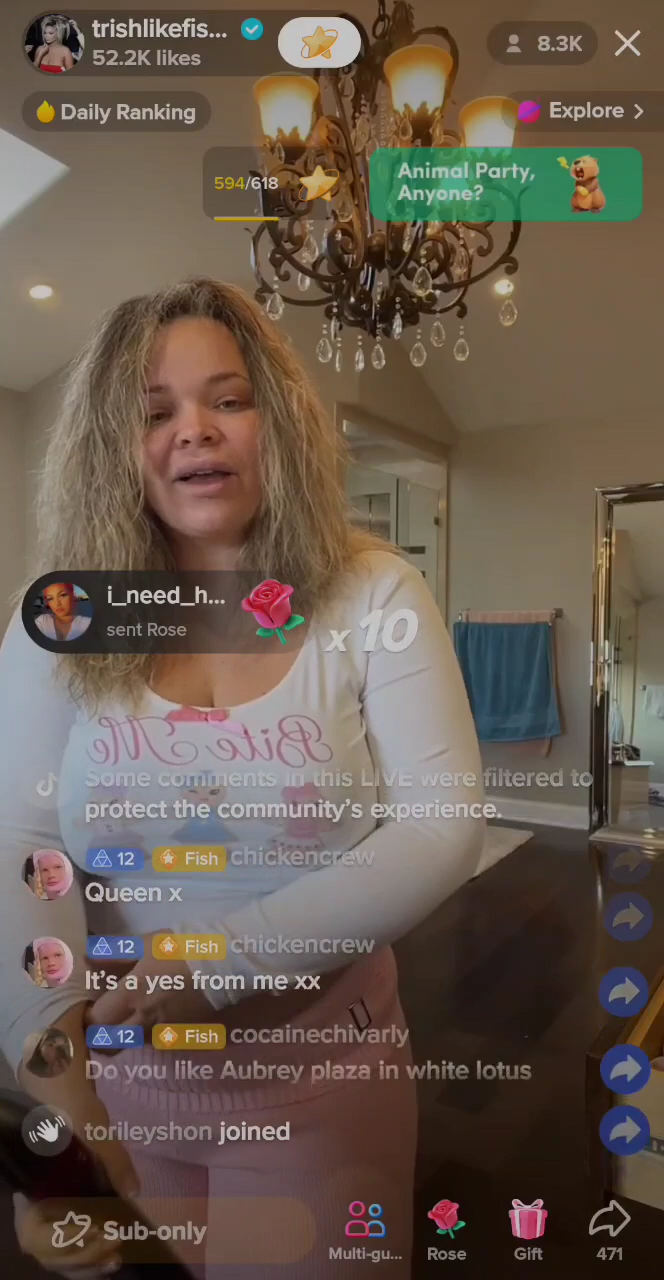 trishlikefis...
52.2K likes
8.3K
Daily Ranking
Explore >
594/618
Animal Party,
Anyone?
i_need_h...
sent Rose
x 10
Bite Me
Some comments in this LIVE were filtered to
protect the community's experience.
12 Fish chickencrew
Queen x
12 Fish chickencrew
It's a yes from me xx
12 Fish cocainechivarly
Do you like Aubrey plaza in white lotus
torileyshon joined
Sub-only
Multi-gu...
Rose
Gift
471